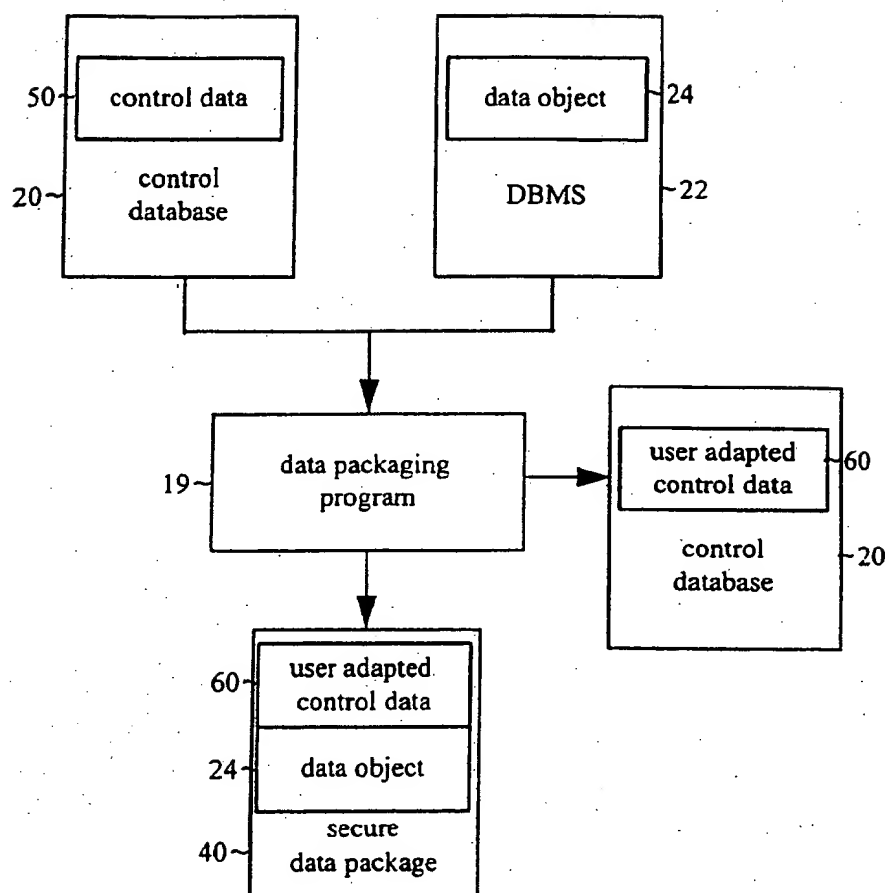 50
control data
data object
24
20
control
database
DBMS
22
19
data packaging
program
user adapted
control data
60
control
database
20
60
user adapted
control data
24
data object
40
secure
data package